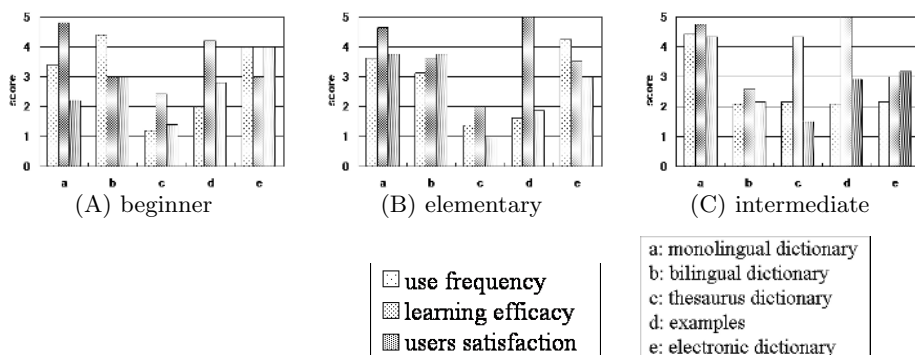 5 5 5
4 4 4
3 3 3
2 2 2
1 1 1
0 0 0
score score score
a b c d e a b c d e a b c d e
(A) beginner (B) elementary (C) intermediate
use frequency
learning efficacy
users satisfaction
a: monolingual dictionary
b: bilingual dictionary
c: thesaurus dictionary
d: examples
e: electronic dictionary